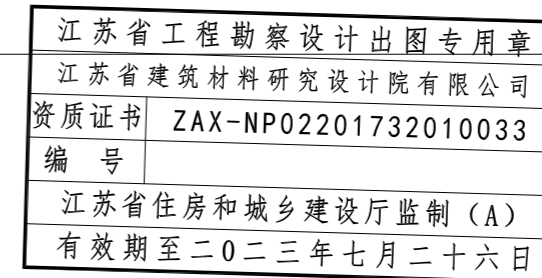 江苏省工程勘察设计出图专用章
江苏省建筑材料研究设计院有限公司
资质证书 ZAX-NP02201732010033
编号
江苏省住房和城乡建设厅监制（A）
有效期至二0二三年七月二十六日